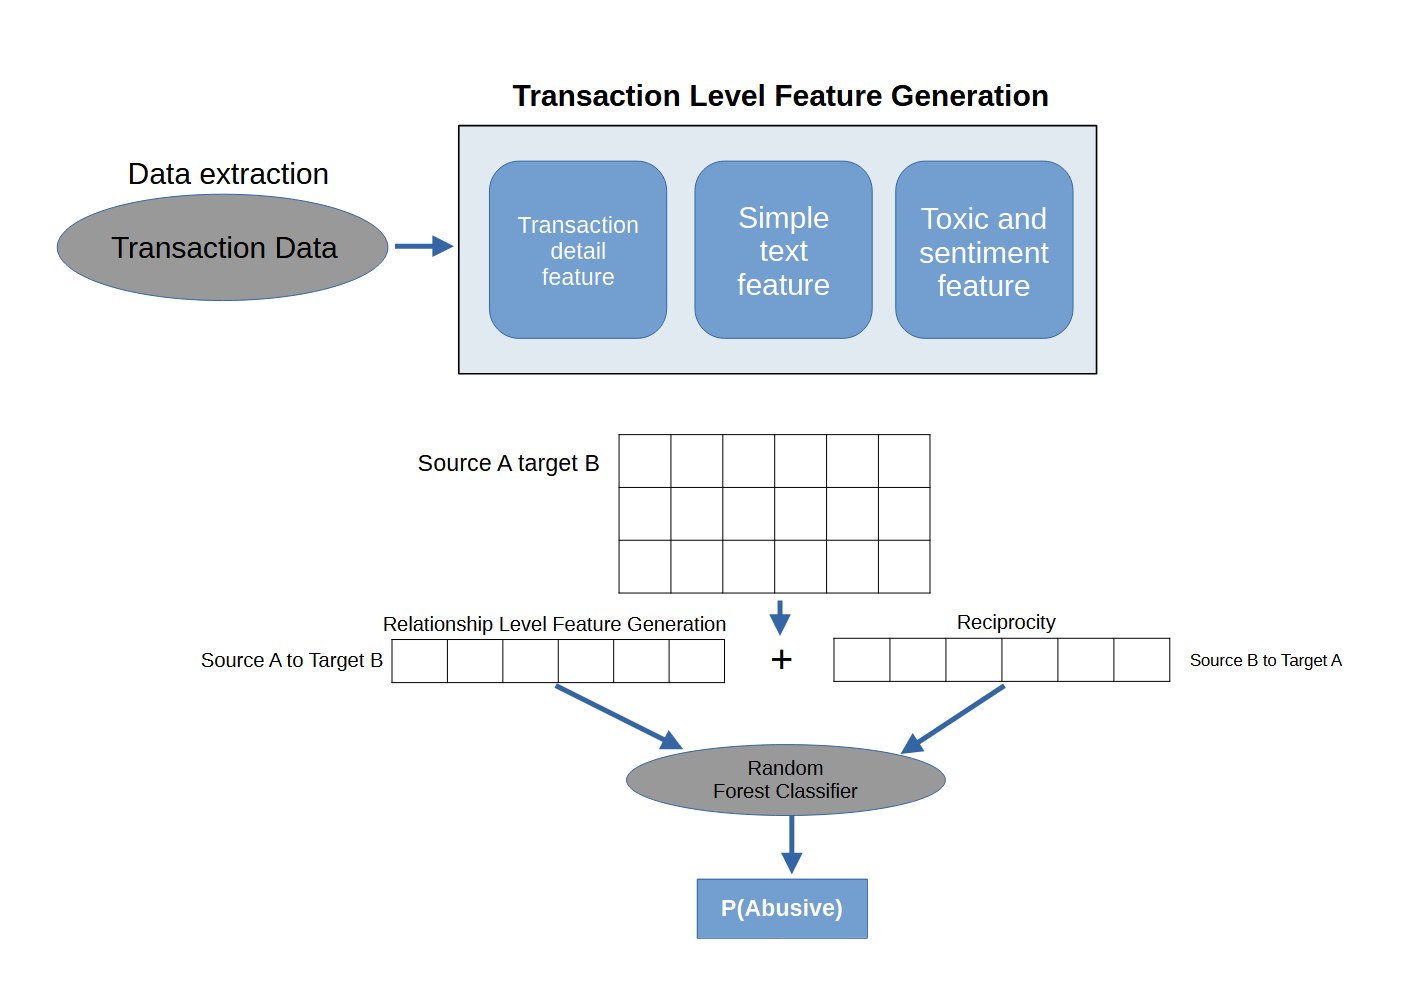 Transaction Level Feature Generation
Data extraction
Transaction Data
Transaction
detail
feature
Simple
text
feature
Toxic and
sentiment
feature
Source A target B
Relationship Level Feature Generation
Reciprocity
Source A to Target B
+
Source B to Target A
Random
Forest Classifier
P(Abusive)